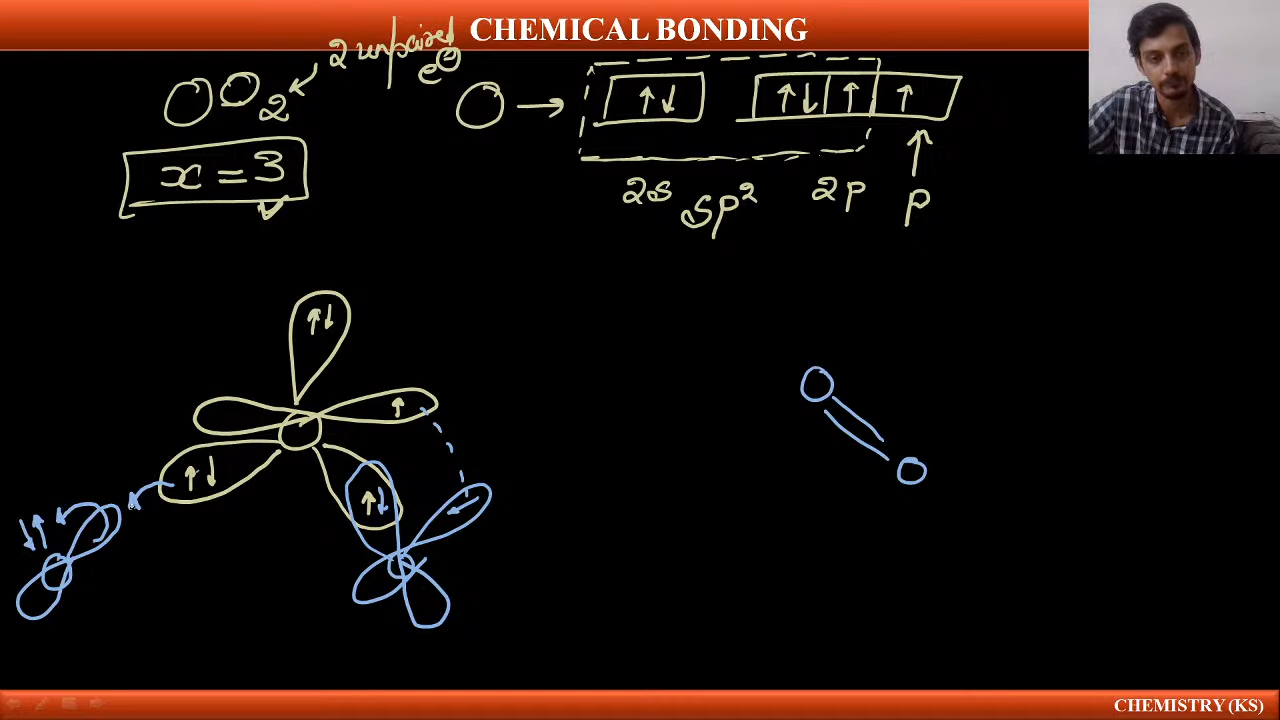 CHEMICAL BONDING
2 unpaired
e⊖
OO₂
x = 3
O → ↑↓ ↑↓ ↑ ↑
2s sp² 2p p
↑↓
↑
↑↓
↑↓
↓↑
O
O
CHEMISTRY (KS)